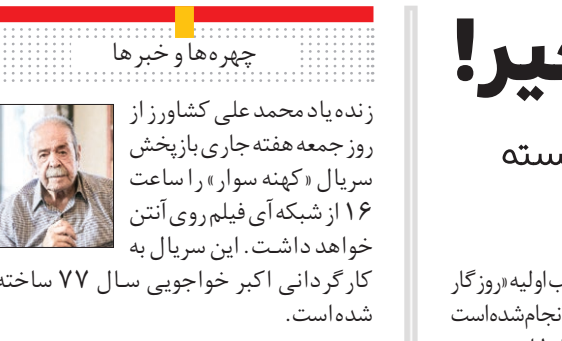 خیر!
سته
ب اولیه «روزگار
نجام‌شده‌است
چهره‌ها و خبرها
زنده‌یاد محمدعلی کشاورز از
روز جمعه هفته جاری بازپخش
سریال «کهنه سوار» را ساعت
۱۶ از شبکه آی فیلم روی آنتن
خواهد داشت. این سریال به
کارگردانی اکبر خواجویی سال ۷۷ ساخته
شده‌است.